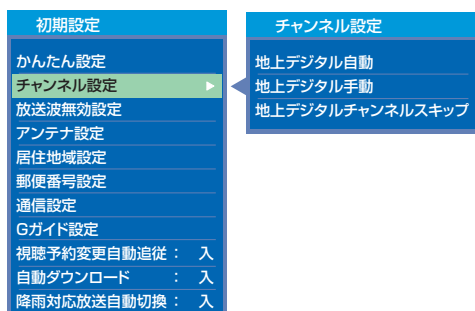 初期設定
かんたん設定
チャンネル設定
放送波無効設定
アンテナ設定
居住地域設定
郵便番号設定
通信設定
Gガイド設定
視聴予約変更自動追従： 入
自動ダウンロード ： 入
降雨対応放送自動切換： 入
チャンネル設定
地上デジタル自動
地上デジタル手動
地上デジタルチャンネルスキップ